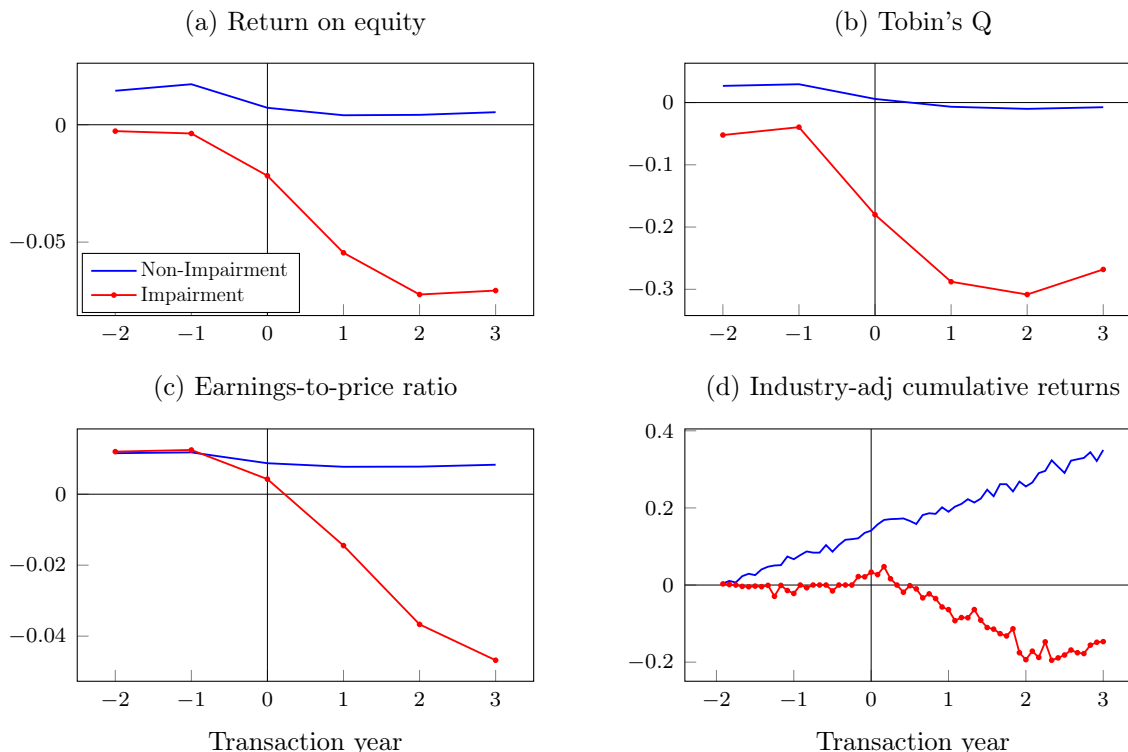 (a) Return on equity
0
−0.05
Non-Impairment
Impairment
−2 −1 0 1 2 3
(b) Tobin's Q
0
−0.1
−0.2
−0.3
−2 −1 0 1 2 3
(c) Earnings-to-price ratio
0
−0.02
−0.04
−2 −1 0 1 2 3
Transaction year
(d) Industry-adj cumulative returns
0.4
0.2
0
−0.2
−2 −1 0 1 2 3
Transaction year